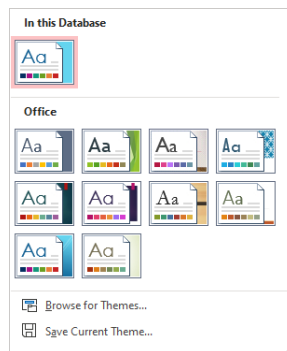 In this Database
Aa
Office
Aa Aa Aa Aa
Aa Aa Aa Aa
Aa Aa
Browse for Themes...
Save Current Theme...